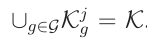 ∪_{g∈𝒢} 𝒦_g^j = 𝒦.